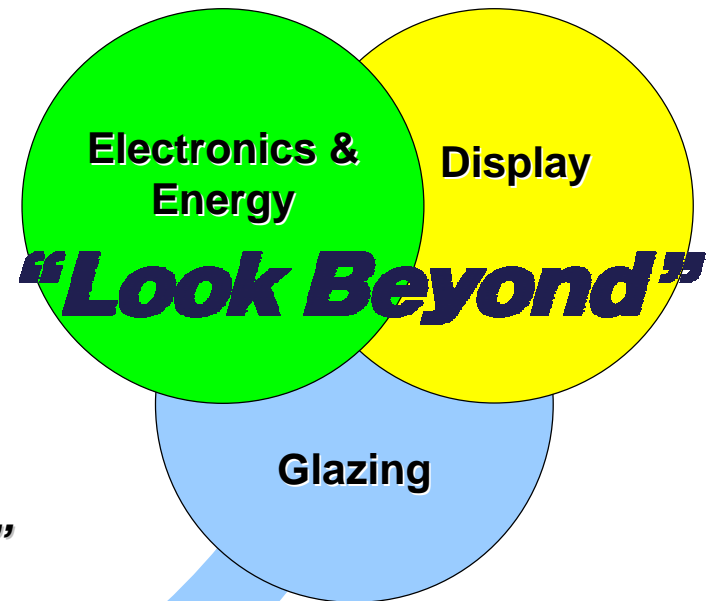 Electronics &
Energy
Display
“Look Beyond”
Glazing
”